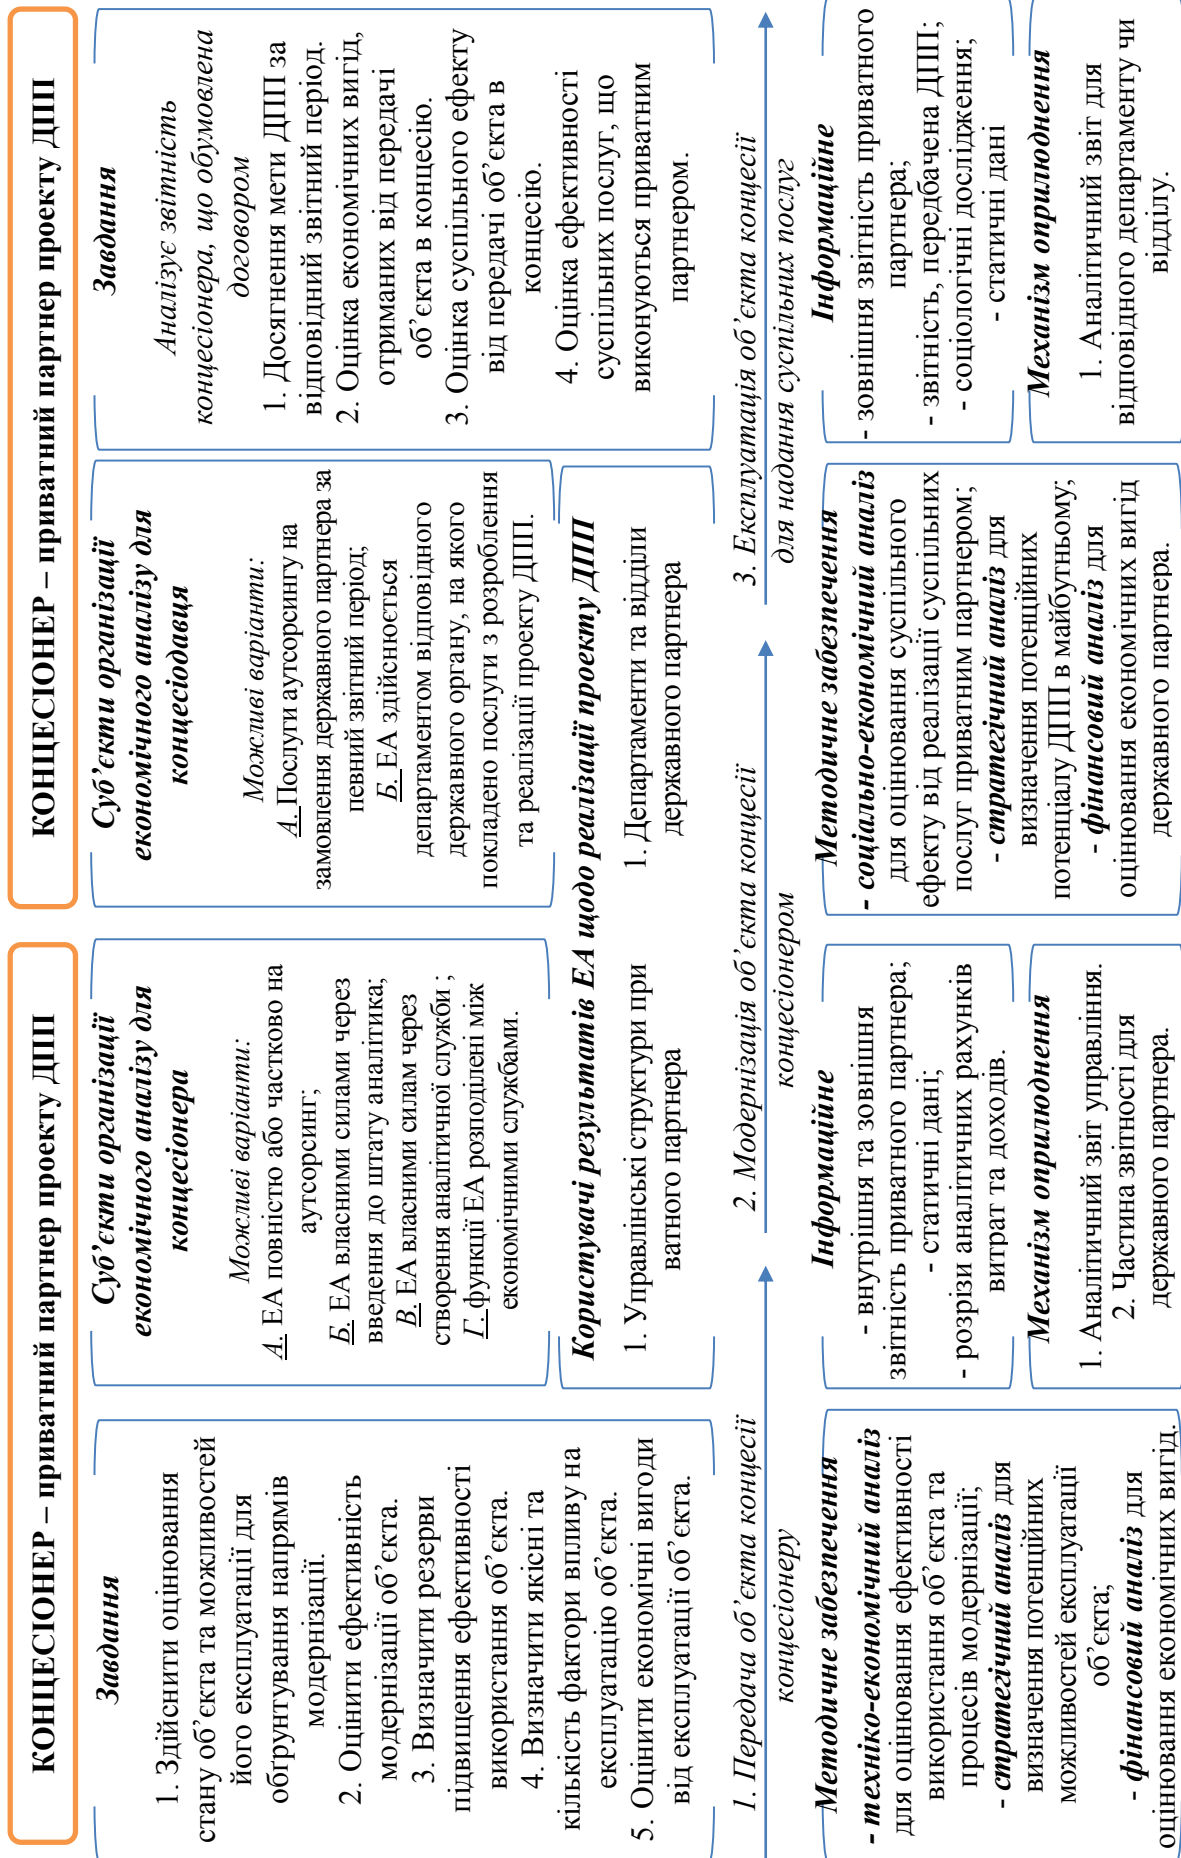 КОНЦЕСІОНЕР – приватний партнер проекту ДПП
Завдання
1. Здійснити оцінювання
стану об’єкта та можливостей
його експлуатації для
обґрунтування напрямів
модернізації.
2. Оцінити ефективність
модернізації об’єкта.
3. Визначити резерви
підвищення ефективності
використання об’єкта.
4. Визначити якісні та
кількість фактори впливу на
експлуатацію об’єкта.
5. Оцінити економічні вигоди
від експлуатації об’єкта.
Суб’єкти організації
економічного аналізу для
концесіонера
Можливі варіанти:
А. ЕА повністю або частково на
аутсорсинг;
Б. ЕА власними силами через
введення до штату аналітика;
В. ЕА власними силам через
створення аналітичної служби ;
Г. функції ЕА розподілені між
економічними службами.
КОНЦЕСІОНЕР – приватний партнер проекту ДПП
Суб’єкти організації
економічного аналізу для
концесіодавця
Можливі варіанти:
А. Послуги аутсорсингу на
замовлення державного партнера за
певний звітний період;
Б. ЕА здійснюється
департаментом відповідного
державного органу, на якого
покладено послуги з розроблення
та реалізації проекту ДПП.
Завдання
Аналізує звітність
концесіонера, що обумовлена
договором
1. Досягнення мети ДПП за
відповідний звітний період.
2. Оцінка економічних вигід,
отриманих від передачі
об’єкта в концесію.
3. Оцінка суспільного ефекту
від передачі об’єкта в
концесію.
4. Оцінка ефективності
суспільних послуг, що
виконуються приватним
партнером.
Користувачі результатів ЕА щодо реалізації проекту ДПП
1. Управлінські структури при
ватного партнера
1. Департаменти та відділи
державного партнера
1. Передача об’єкта концесії
концесіонеру
2. Модернізація об’єкта концесії
концесіонером
3. Експлуатація об’єкта концесії
для надання суспільних послуг
Методичне забезпечення
- техніко-економічний аналіз
для оцінювання ефективності
використання об’єкта та
процесів модернізації;
- стратегічний аналіз для
визначення потенційних
можливостей експлуатації
об’єкта;
- фінансовий аналіз для
оцінювання економічних вигід.
Інформаційне
- внутрішня та зовнішня
звітність приватного партнера;
- статичні дані;
- розрізи аналітичних рахунків
витрат та доходів.
Механізм оприлюднення
1. Аналітичний звіт управління.
2. Частина звітності для
державного партнера.
Методичне забезпечення
- соціально-економічний аналіз
для оцінювання суспільного
ефекту від реалізації суспільних
послуг приватним партнером;
- стратегічний аналіз для
визначення потенційних
потенціалу ДПП в майбутньому;
- фінансовий аналіз для
оцінювання економічних вигід
державного партнера.
Інформаційне
- зовнішня звітність приватного
партнера;
- звітність, передбачена ДПП;
- соціологічні дослідження;
- статичні дані
Механізм оприлюднення
1. Аналітичний звіт для
відповідного департаменту чи
відділу.